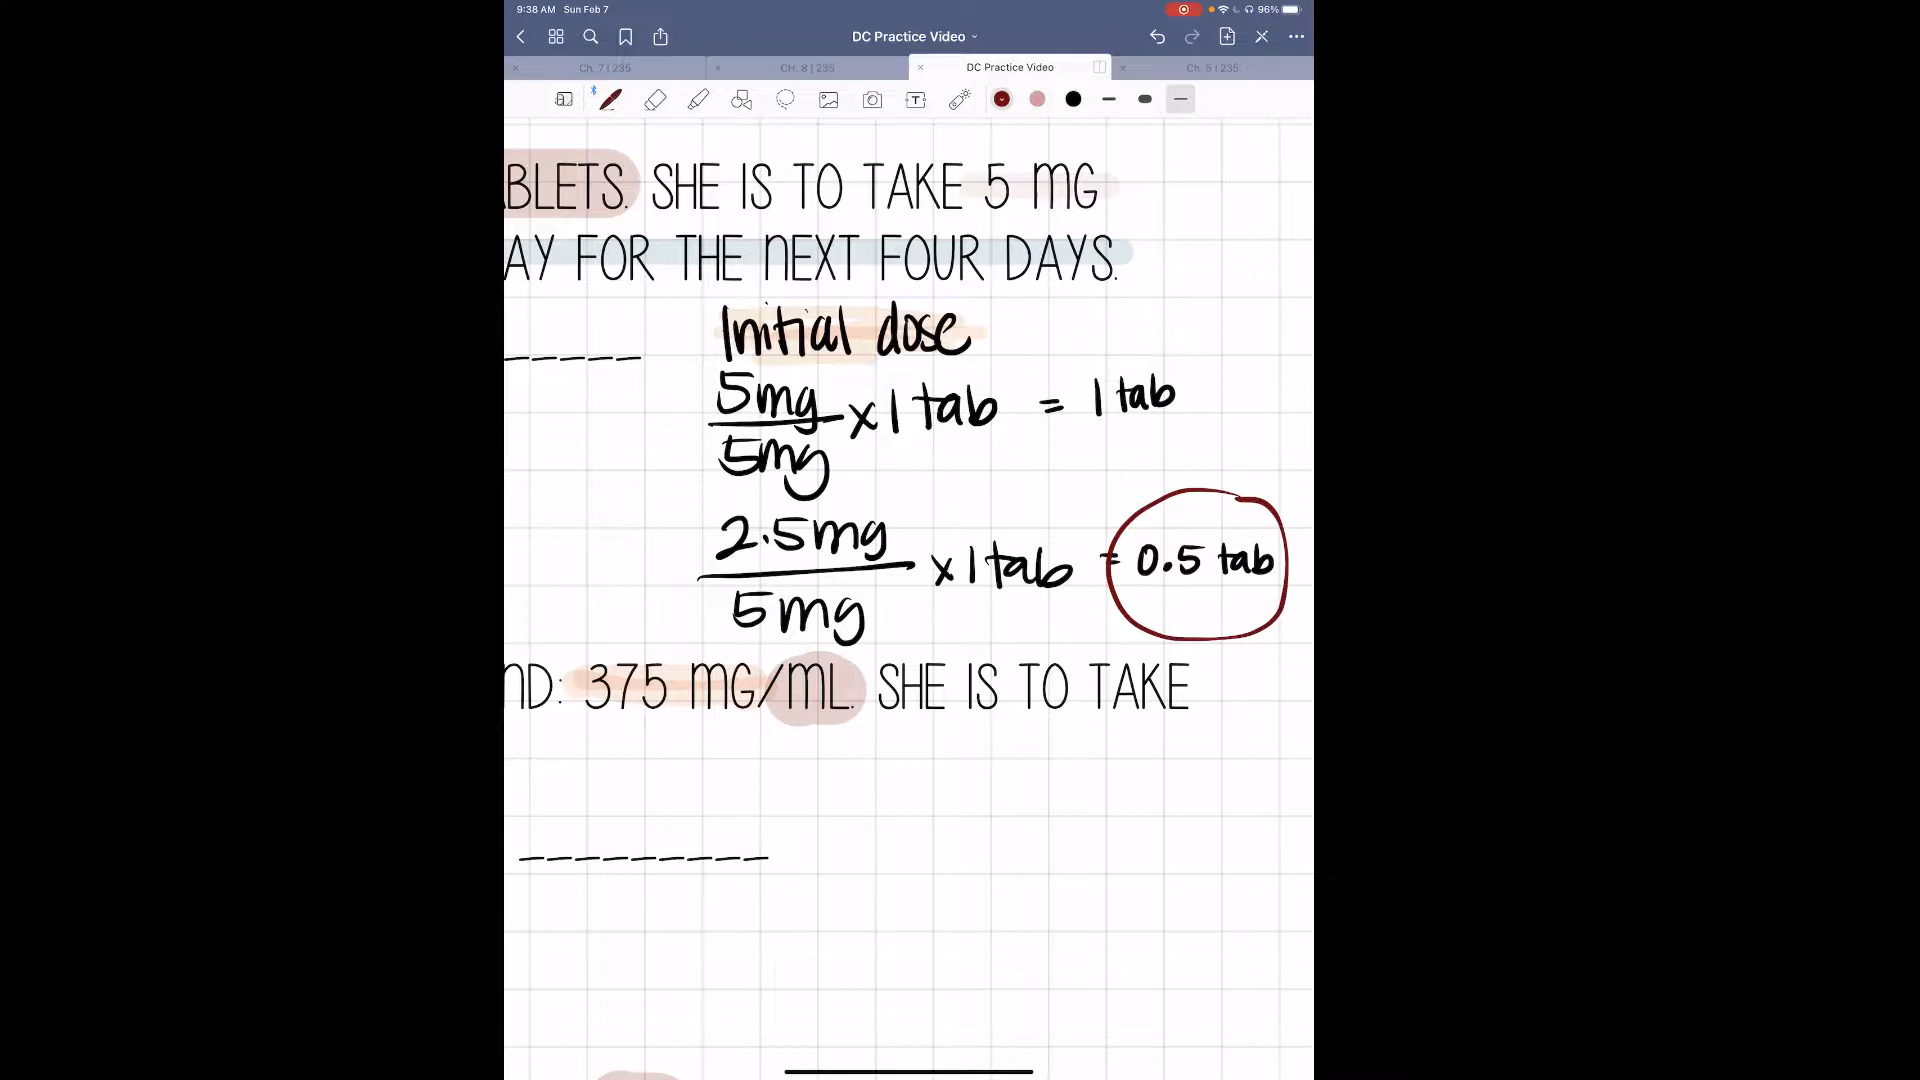 9:38 AM Sun Feb 7
96%
DC Practice Video
Ch. 7 | 235
CH. 8 | 235
DC Practice Video
Ch. 5 | 235
BLETS. SHE IS TO TAKE 5 MG
AY FOR THE NEXT FOUR DAYS.
Initial dose
5mg
x 1 tab = 1 tab
5mg
2.5mg
x 1 tab = 0.5 tab
5mg
ND: 375 MG/ML. SHE IS TO TAKE